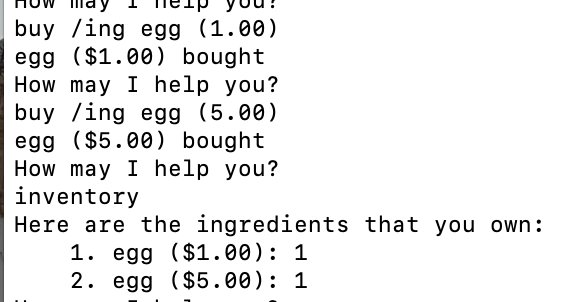 How may I help you?
buy /ing egg (1.00)
egg ($1.00) bought
How may I help you?
buy /ing egg (5.00)
egg ($5.00) bought
How may I help you?
inventory
Here are the ingredients that you own:
    1. egg ($1.00): 1
    2. egg ($5.00): 1